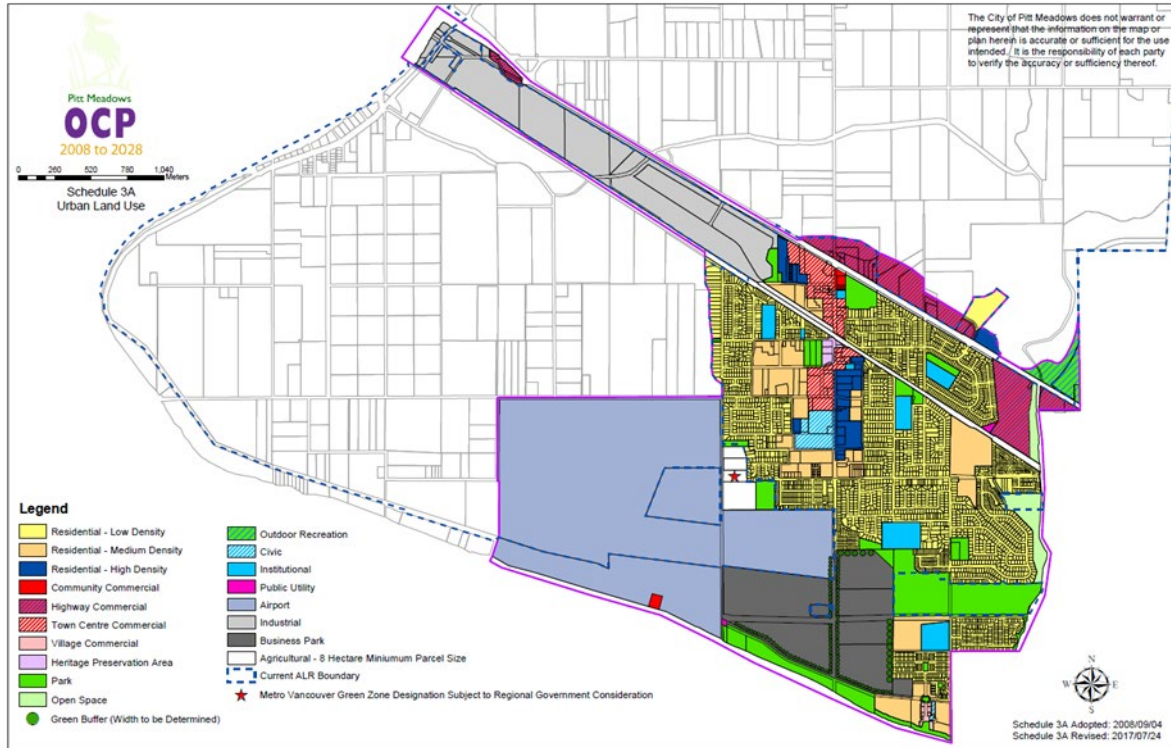 The City of Pitt Meadows does not warrant or
represent that the information on the map or
plan herein is accurate or sufficient for the use
intended. It is the responsibility of each party
to verify the accuracy or sufficiency thereof.
Pitt Meadows
OCP
2008 to 2028
0 260 520 780 1,040
Meters
Schedule 3A
Urban Land Use
Legend
Residential - Low Density
Residential - Medium Density
Residential - High Density
Community Commercial
Highway Commercial
Town Centre Commercial
Village Commercial
Heritage Preservation Area
Park
Open Space
Green Buffer (Width to be Determined)
Outdoor Recreation
Civic
Institutional
Public Utility
Airport
Industrial
Business Park
Agricultural - 8 Hectare Miniumum Parcel Size
Current ALR Boundary
Metro Vancouver Green Zone Designation Subject to Regional Government Consideration
N
W E
S
Schedule 3A Adopted: 2008/09/04
Schedule 3A Revised: 2017/07/24